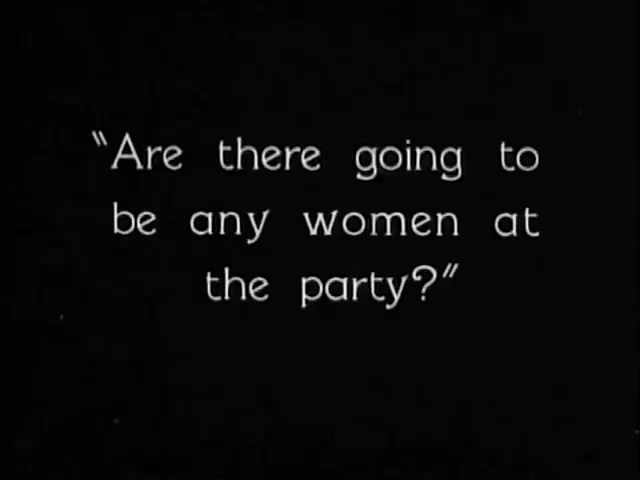 "Are there going to
be any women at
the party?"